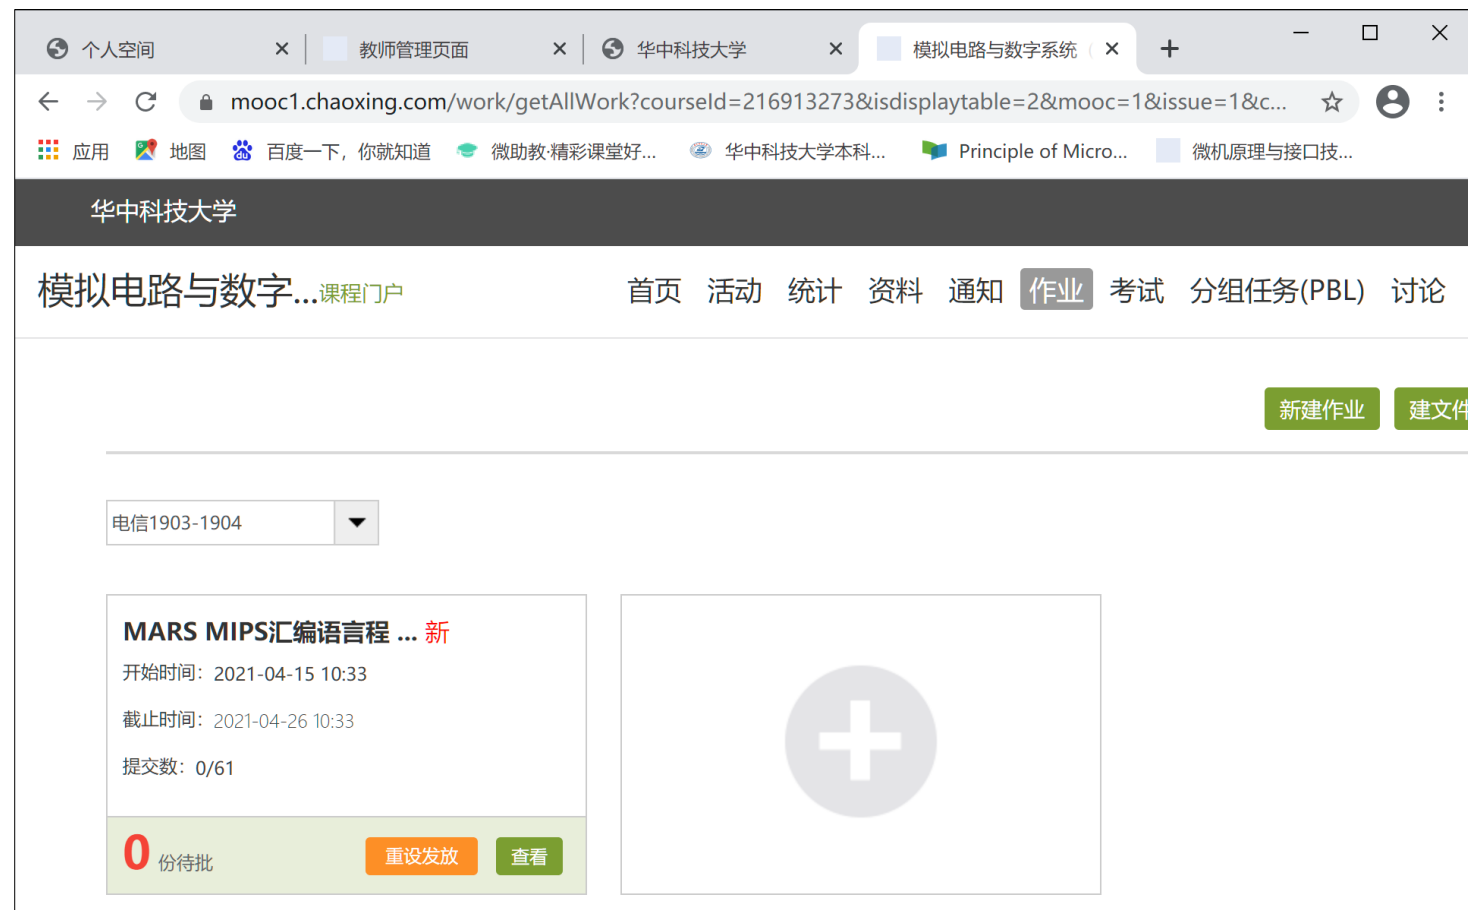 个人空间 教师管理页面 华中科技大学 模拟电路与数字系统
mooc1.chaoxing.com/work/getAllWork?courseId=216913273&isdisplaytable=2&mooc=1&issue=1&c...
应用 地图 百度一下，你就知道 微助教·精彩课堂好... 华中科技大学本科... Principle of Micro... 微机原理与接口技...
华中科技大学
模拟电路与数字...课程门户 首页 活动 统计 资料 通知 作业 考试 分组任务(PBL) 讨论
新建作业 建文件
电信1903-1904
MARS MIPS汇编语言程 ... 新
开始时间：2021-04-15 10:33
截止时间：2021-04-26 10:33
提交数：0/61
0 份待批 重设发放 查看